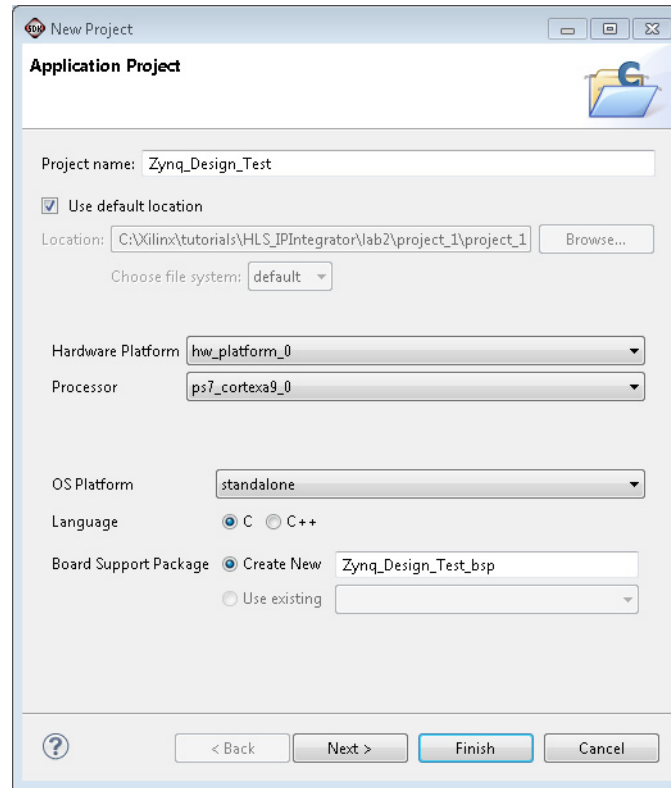 SDK New Project
Application Project
C
Project name: Zynq_Design_Test
Use default location
Location: C:\Xilinx\tutorials\HLS_IPIntegrator\lab2\project_1\project_1 Browse...
Choose file system: default
Hardware Platform hw_platform_0
Processor ps7_cortexa9_0
OS Platform standalone
Language C C++
Board Support Package Create New Zynq_Design_Test_bsp
Use existing
? < Back Next > Finish Cancel